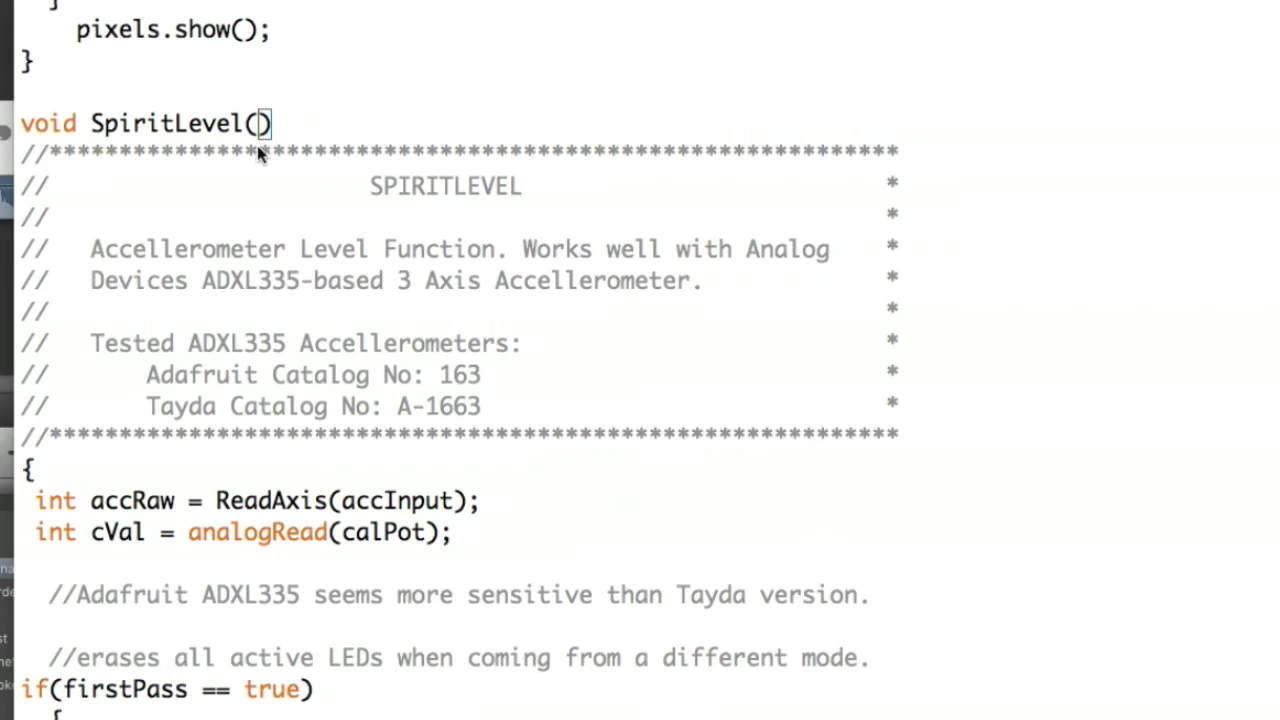 }
pixels.show();
}
void SpiritLevel()
//*************************************************************
// SPIRITLEVEL *
// *
// Accellerometer Level Function. Works well with Analog *
// Devices ADXL335-based 3 Axis Accellerometer. *
// *
// Tested ADXL335 Accellerometers: *
// Adafruit Catalog No: 163 *
// Tayda Catalog No: A-1663 *
//*************************************************************
{
int accRaw = ReadAxis(accInput);
int cVal = analogRead(calPot);
//Adafruit ADXL335 seems more sensitive than Tayda version.
//erases all active LEDs when coming from a different mode.
if(firstPass == true)
{